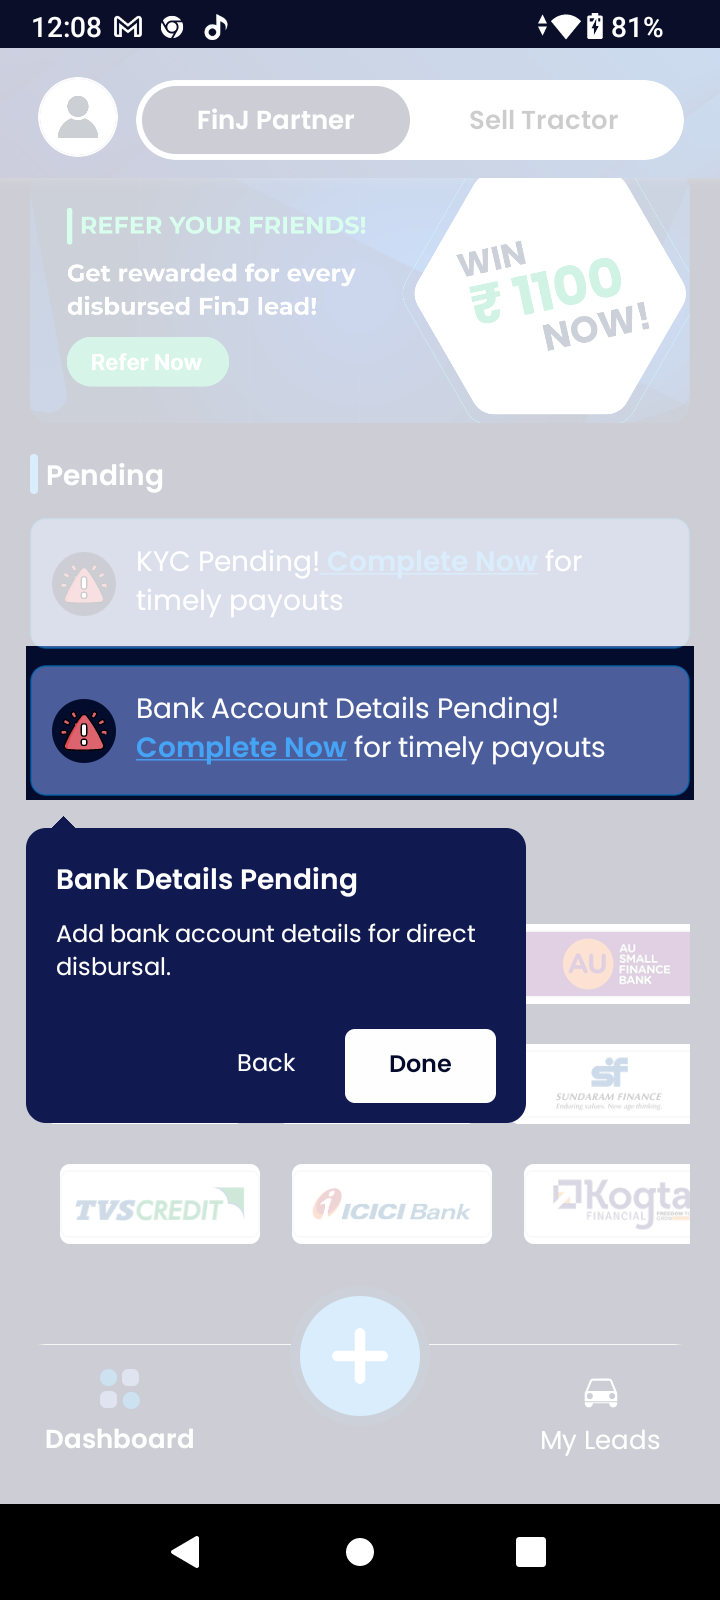 12:08
81%
FinJ Partner
Sell Tractor
REFER YOUR FRIENDS!
Get rewarded for every
disbursed FinJ lead!
Refer Now
WIN
₹ 1100
NOW!
Pending
KYC Pending! Complete Now for
timely payouts
Bank Account Details Pending!
Complete Now for timely payouts
Bank Details Pending
Add bank account details for direct
disbursal.
Back
Done
AU
AU
SMALL
FINANCE
BANK
sf
SUNDARAM FINANCE
Enduring values. New age thinking.
TVS CREDIT
ICICI Bank
Kogta
FINANCIAL
Dashboard
My Leads